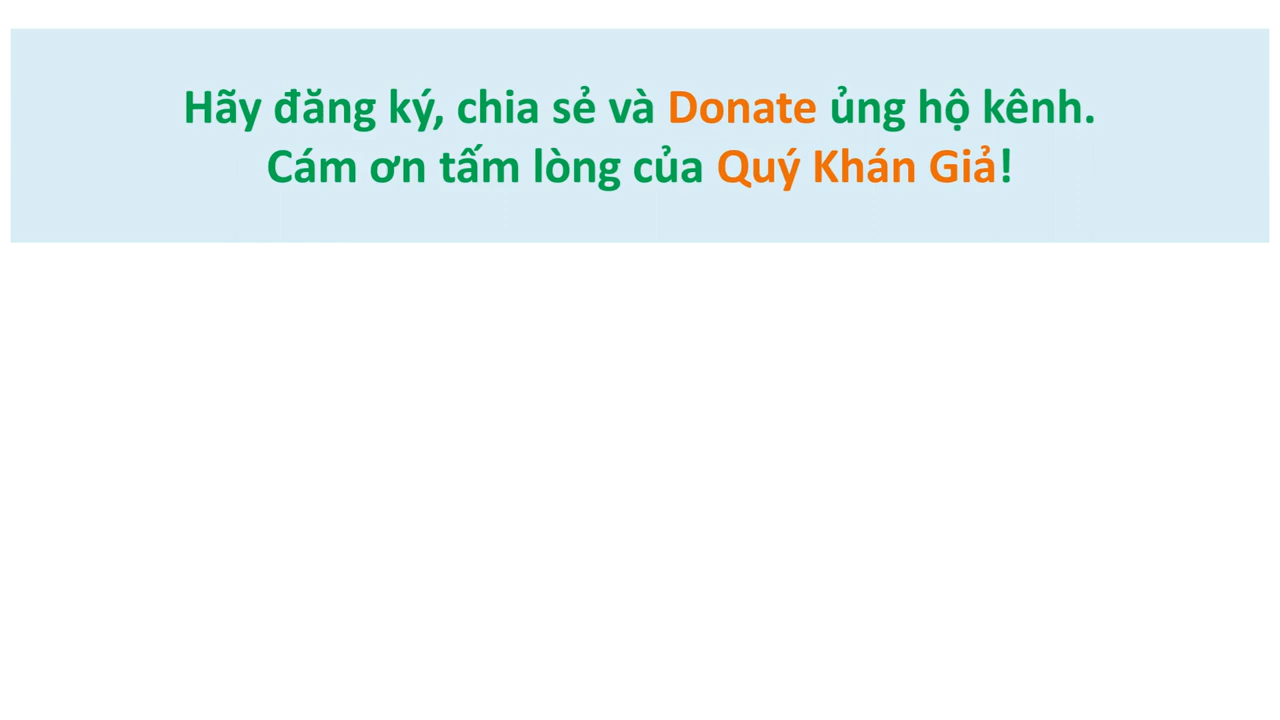 Hãy đăng ký, chia sẻ và Donate ủng hộ kênh.
Cám ơn tấm lòng của Quý Khán Giả!